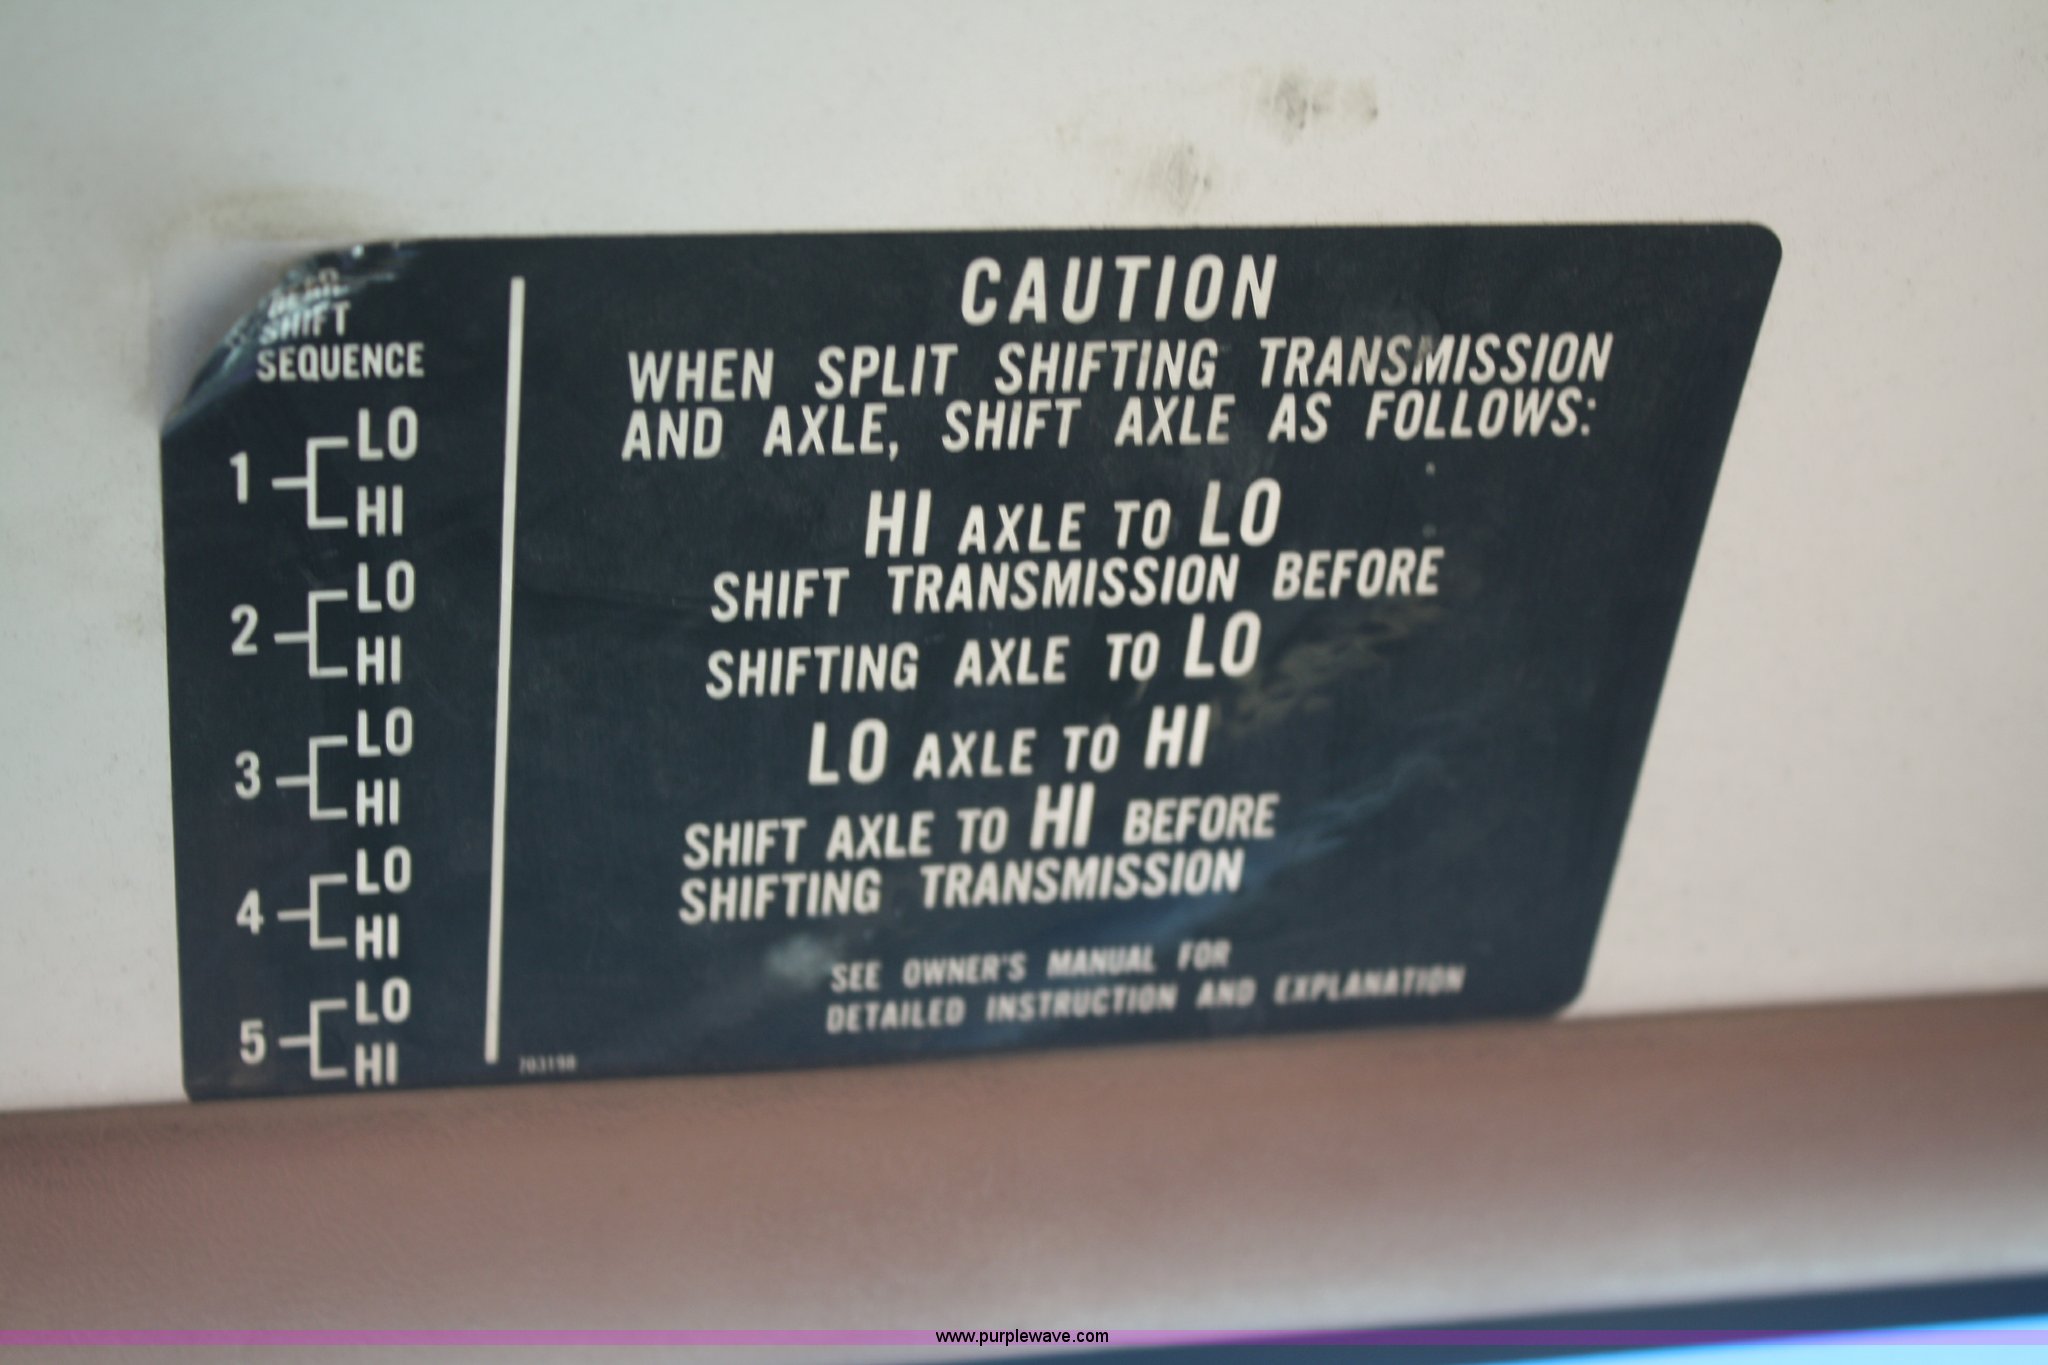 GEAR
SHIFT
SEQUENCE
1 LO
HI
2 LO
HI
3 LO
HI
4 LO
HI
5 LO
HI
CAUTION
WHEN SPLIT SHIFTING TRANSMISSION
AND AXLE, SHIFT AXLE AS FOLLOWS:
HI AXLE TO LO
SHIFT TRANSMISSION BEFORE
SHIFTING AXLE TO LO
LO AXLE TO HI
SHIFT AXLE TO HI BEFORE
SHIFTING TRANSMISSION
SEE OWNER'S MANUAL FOR
DETAILED INSTRUCTION AND EXPLANATION
703198
www.purplewave.com